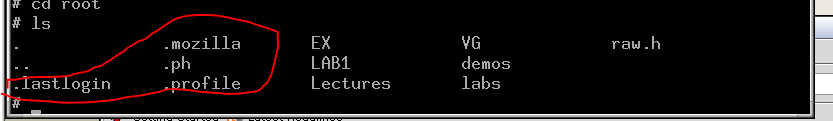 # cd root
# ls
. .mozilla EX VG raw.h
.. .ph LAB1 demos
.lastlogin .profile Lectures labs
#